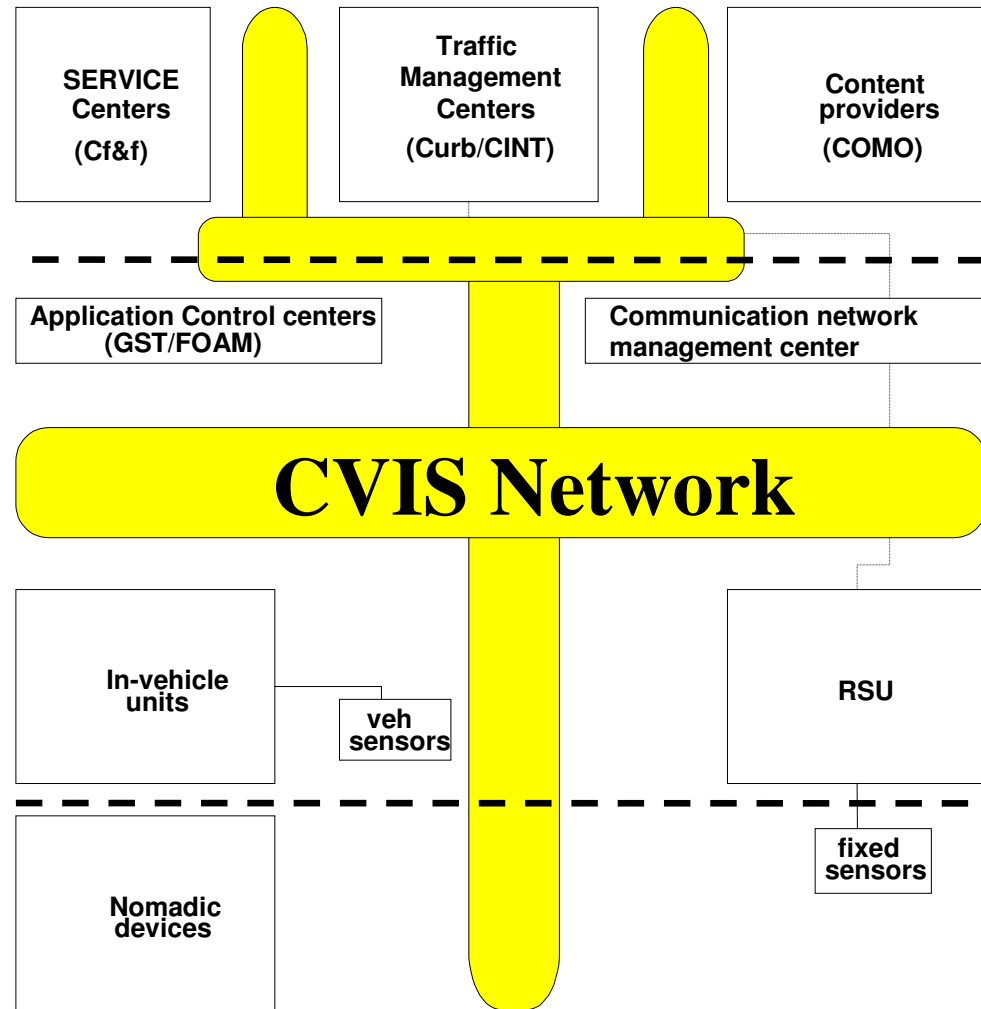 SERVICE
Centers
(Cf&f)
Traffic
Management
Centers
(Curb/CINT)
Content
providers
(COMO)
Application Control centers
(GST/FOAM)
Communication network
management center
CVIS Network
In-vehicle
units
veh
sensors
RSU
fixed
sensors
Nomadic
devices